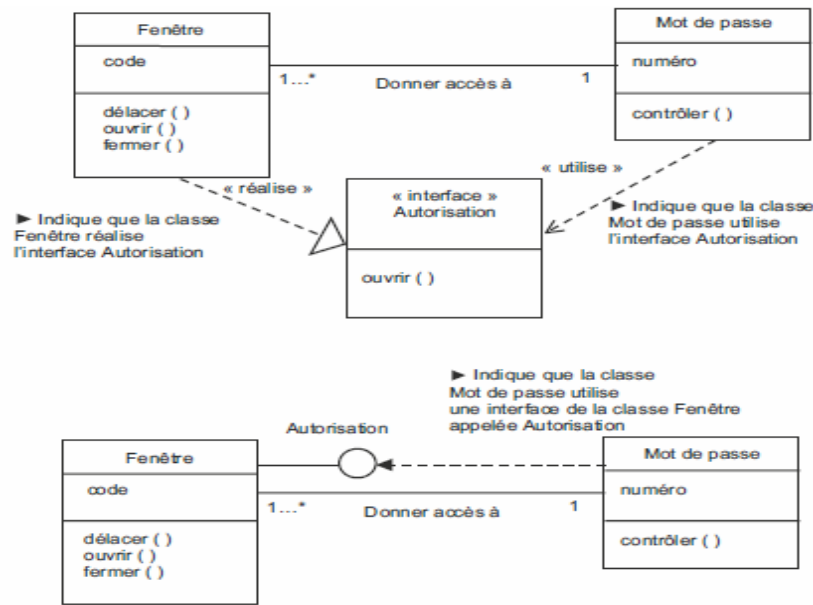 Fenêtre
code
délacer ( )
ouvrir ( )
fermer ( )
1...*
Donner accès à
1
Mot de passe
numéro
contrôler ( )
« réalise »
« utilise »
« interface »
Autorisation
ouvrir ( )
► Indique que la classe
Fenêtre réalise
l'interface Autorisation
► Indique que la classe
Mot de passe utilise
l'interface Autorisation
► Indique que la classe
Mot de passe utilise
une interface de la classe Fenêtre
appelée Autorisation
Autorisation
Fenêtre
code
délacer ( )
ouvrir ( )
fermer ( )
1...*
Donner accès à
1
Mot de passe
numéro
contrôler ( )